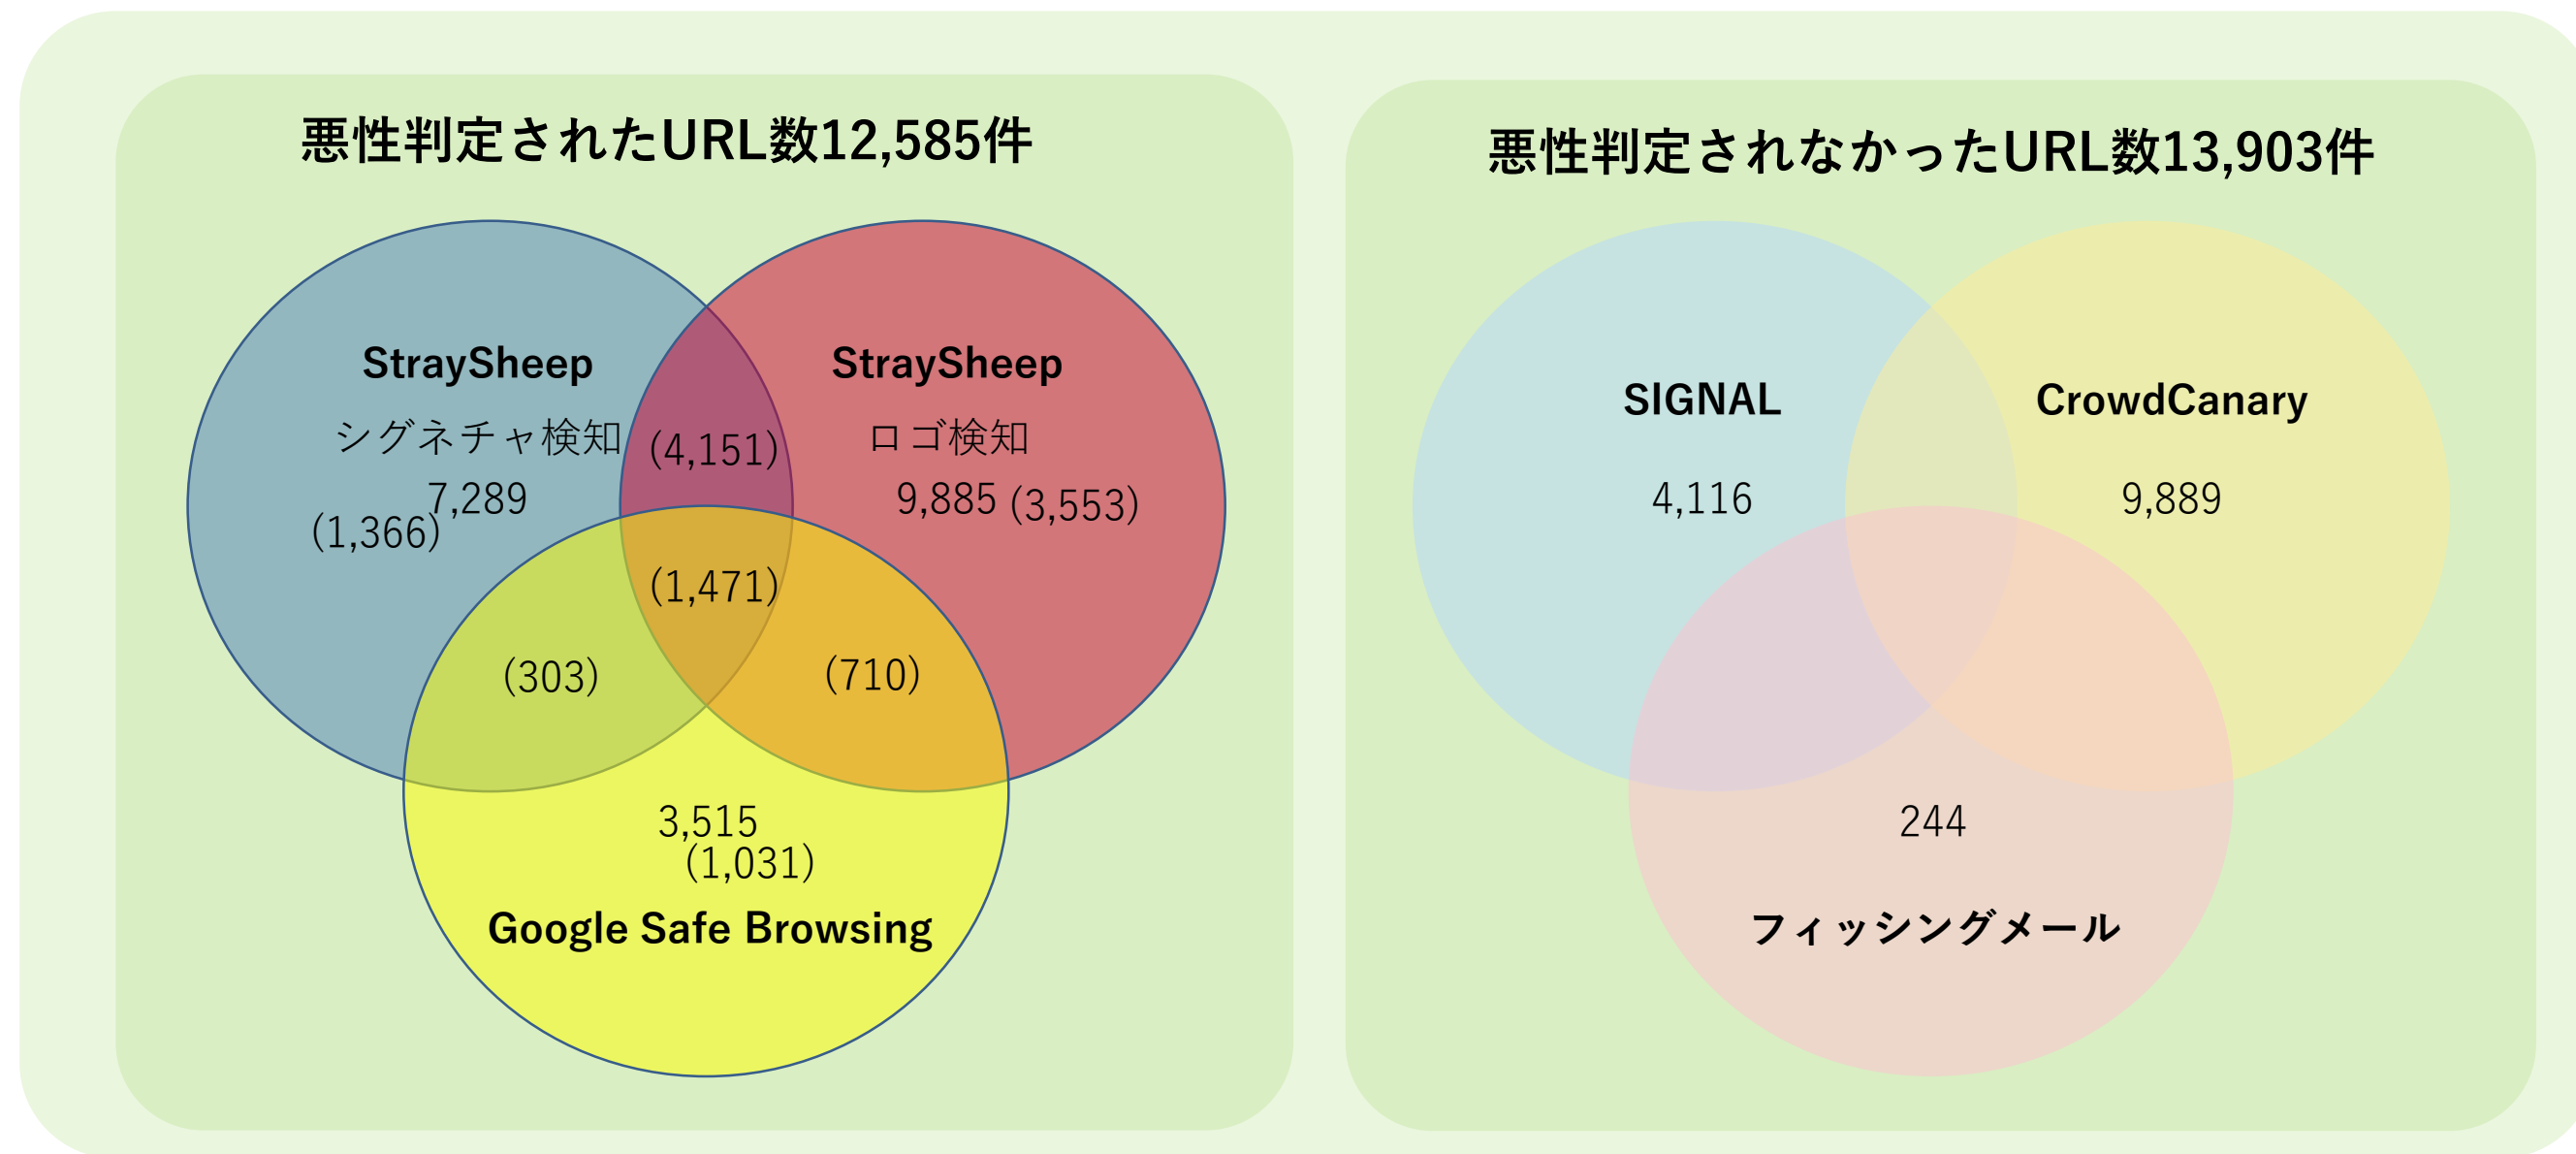 悪性判定されたURL数12,585件
StraySheep
シグネチャ検知
7,289
(1,366)
(4,151)
StraySheep
ロゴ検知
9,885 (3,553)
(1,471)
(303)
(710)
3,515
(1,031)
Google Safe Browsing
悪性判定されなかったURL数13,903件
SIGNAL
4,116
CrowdCanary
9,889
244
フィッシングメール